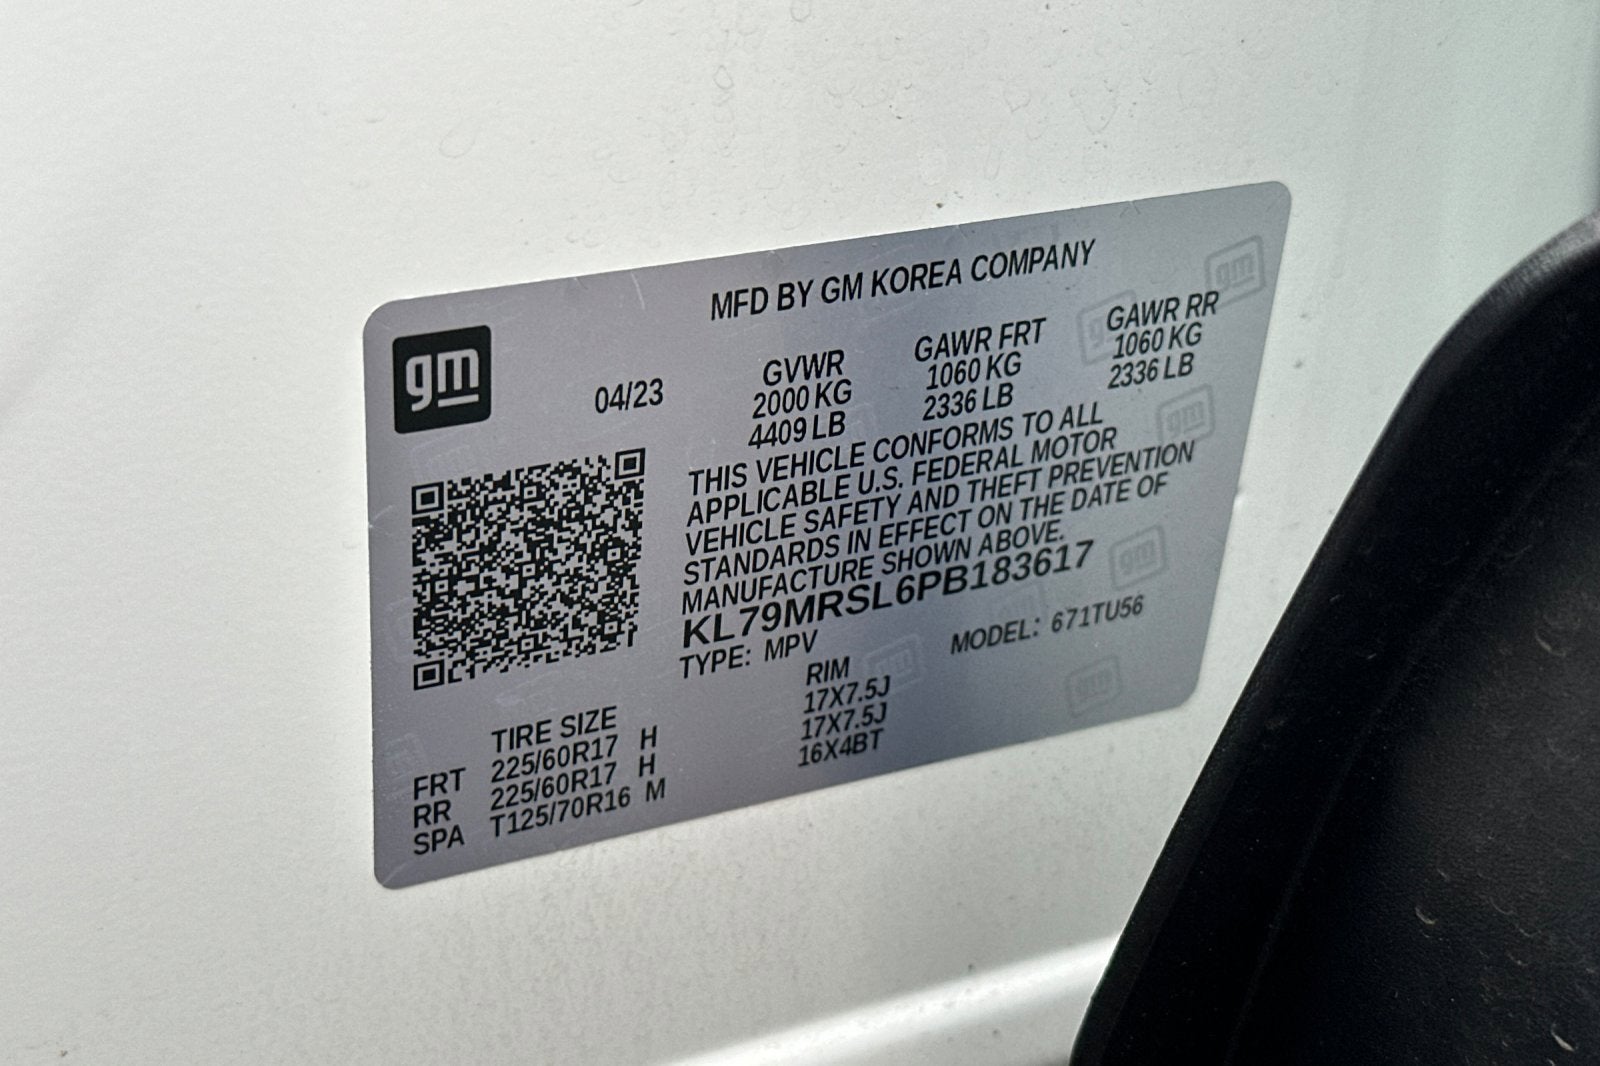 MFD BY GM KOREA COMPANY
gm
04/23
GVWR GAWR FRT GAWR RR
2000 KG 1060 KG 1060 KG
4409 LB 2336 LB 2336 LB
THIS VEHICLE CONFORMS TO ALL
APPLICABLE U.S. FEDERAL MOTOR
VEHICLE SAFETY AND THEFT PREVENTION
STANDARDS IN EFFECT ON THE DATE OF
MANUFACTURE SHOWN ABOVE.
KL79MRSL6PB183617
TYPE: MPV MODEL: 671TU56
TIRE SIZE RIM
FRT 225/60R17 H 17X7.5J
RR 225/60R17 H 17X7.5J
SPA T125/70R16 M 16X4BT